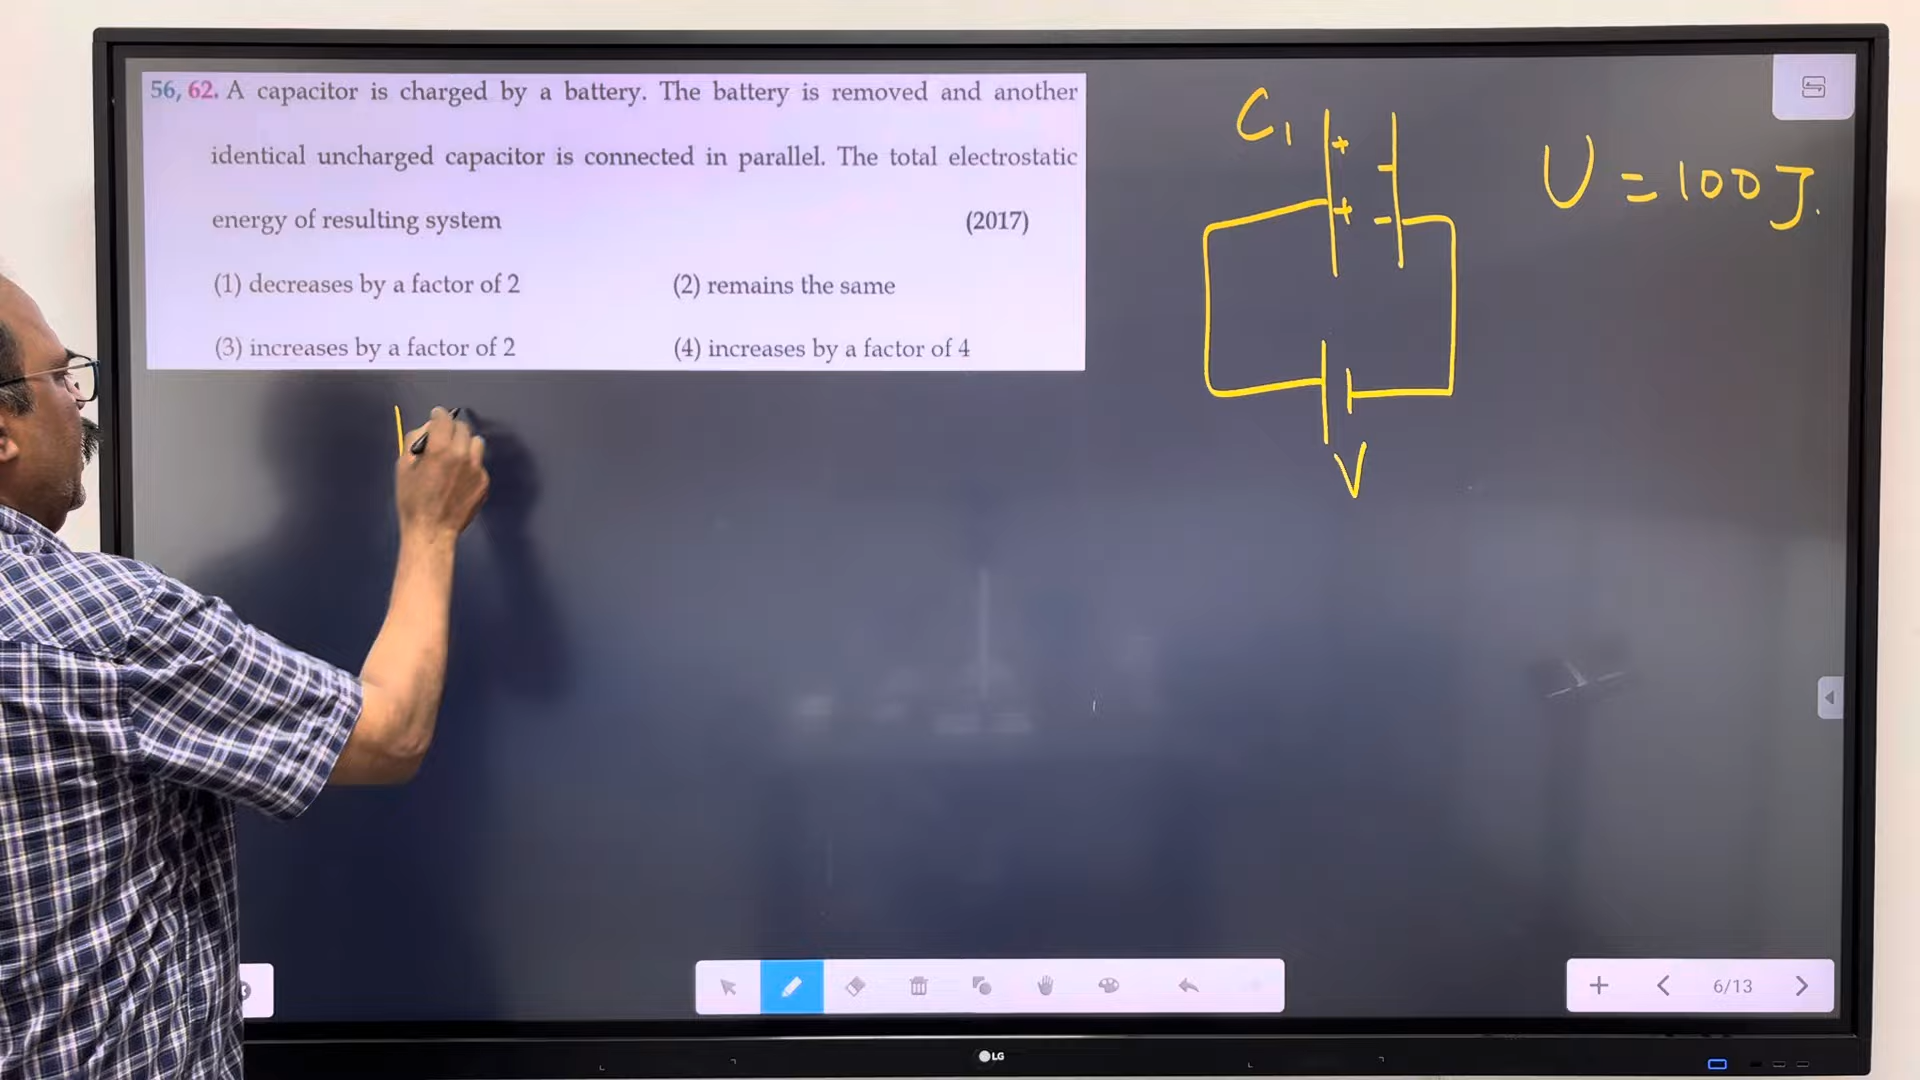 56, 62. A capacitor is charged by a battery. The battery is removed and another
identical uncharged capacitor is connected in parallel. The total electrostatic
energy of resulting system (2017)
(1) decreases by a factor of 2 (2) remains the same
(3) increases by a factor of 2 (4) increases by a factor of 4
C₁
+ -
+ -
U = 100 J.
V
6/13
LG